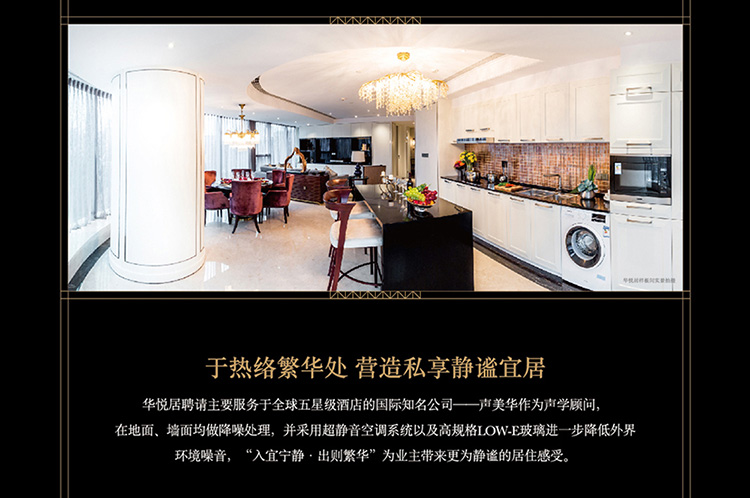 华悦居样板间实景拍摄
于热络繁华处 营造私享静谧宜居
华悦居聘请主要服务于全球五星级酒店的国际知名公司——声美华作为声学顾问,
在地面、墙面均做降噪处理，并采用超静音空调系统以及高规格LOW-E玻璃进一步降低外界
环境噪音，“入宜宁静·出则繁华”为业主带来更为静谧的居住感受。